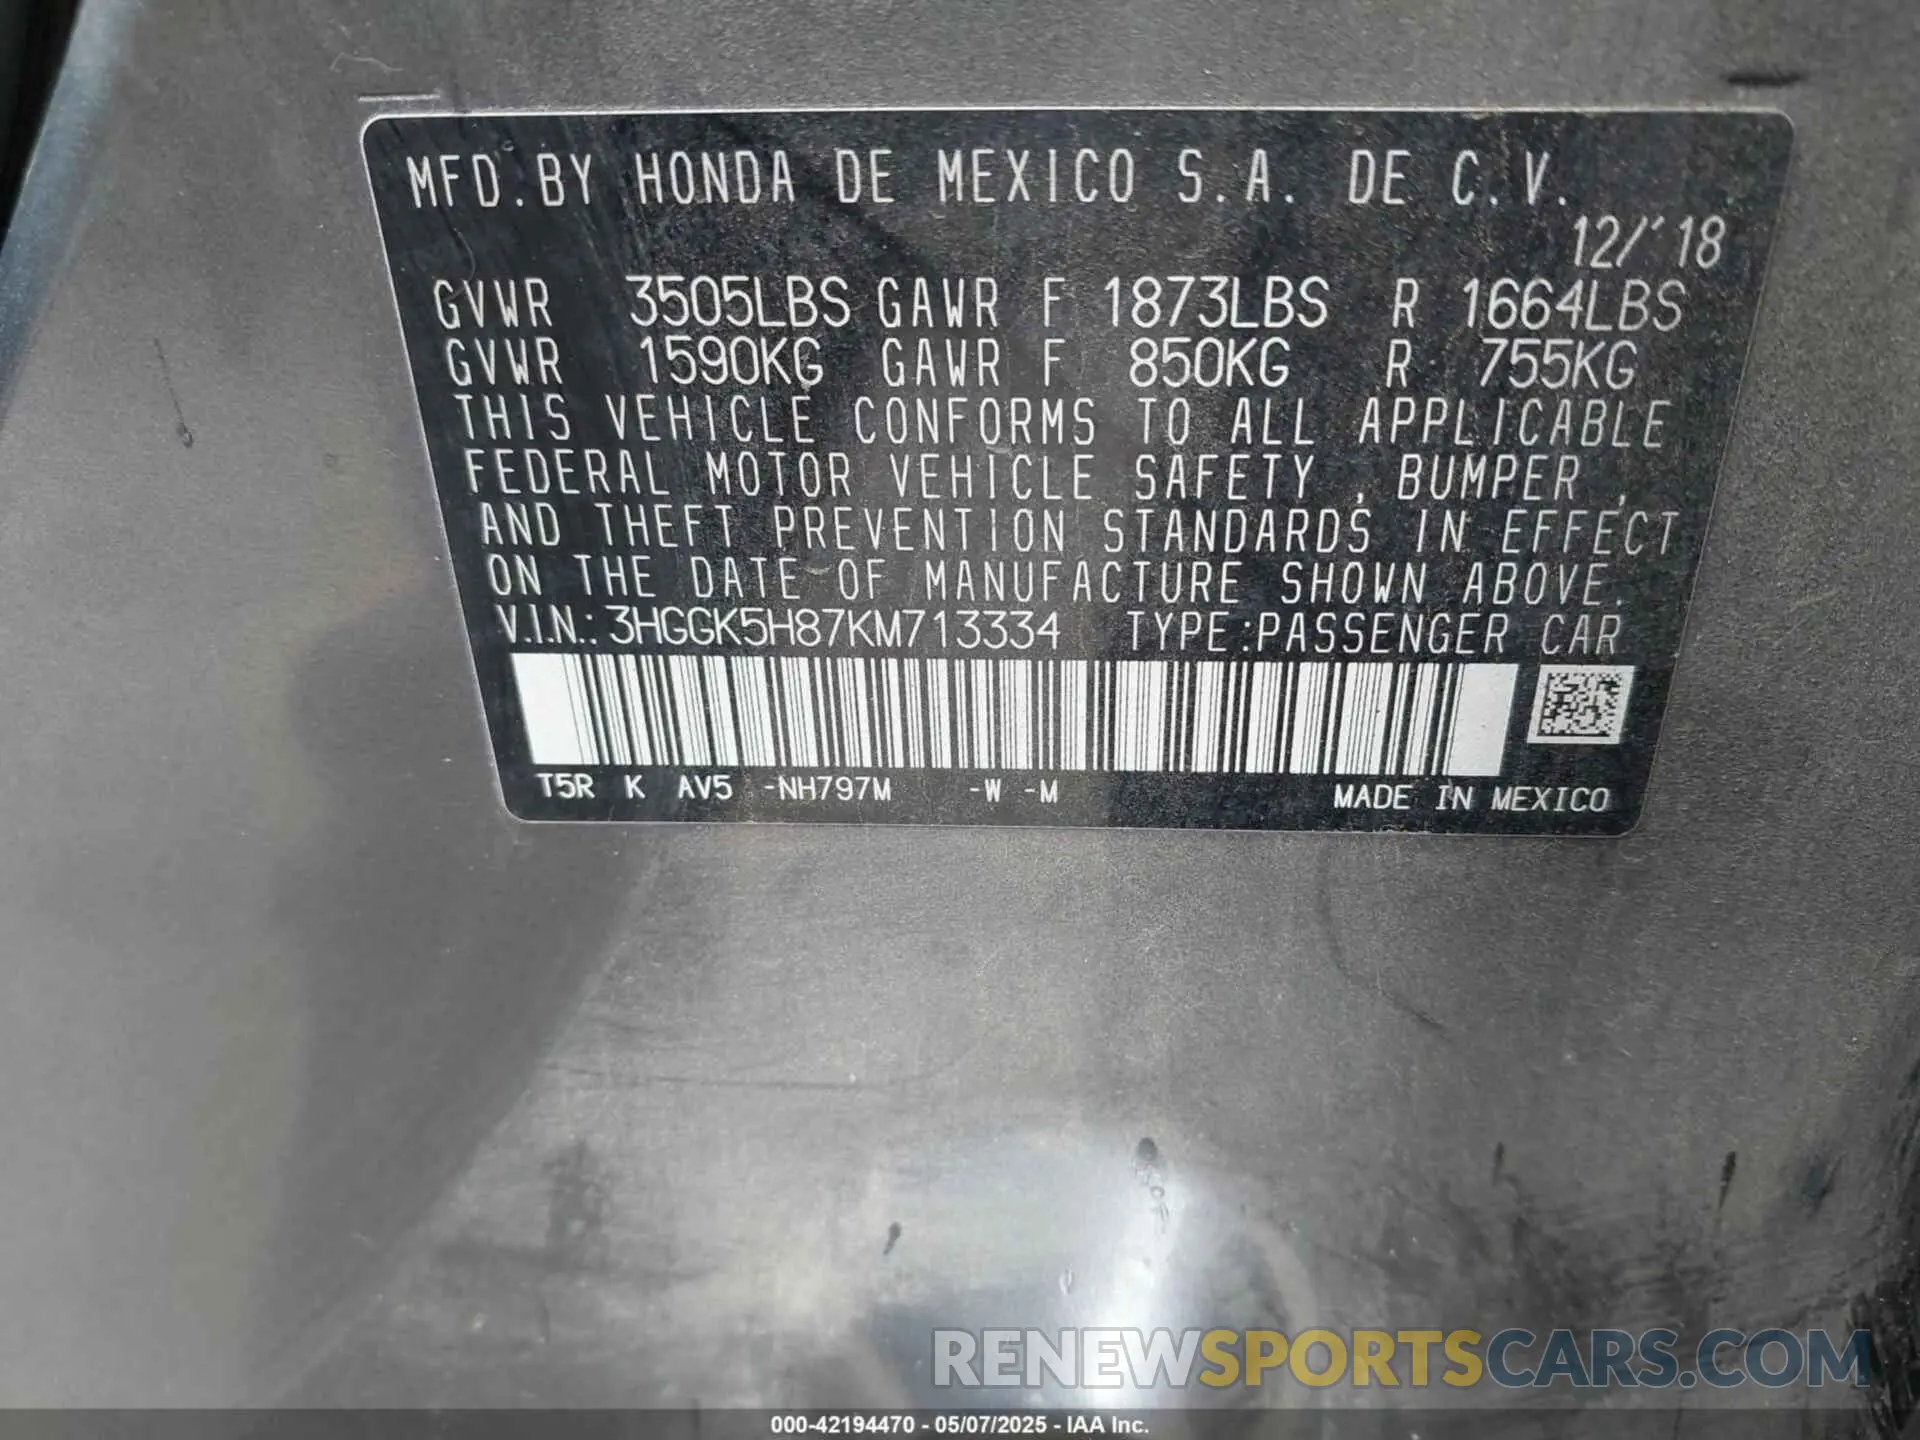 MFD. BY HONDA DE MEXICO S.A. DE C.V.
12/'18
GVWR 3505LBS GAWR F 1873LBS R 1664LBS
GVWR 1590KG GAWR F 850KG R 755KG
THIS VEHICLE CONFORMS TO ALL APPLICABLE
FEDERAL MOTOR VEHICLE SAFETY , BUMPER ,
AND THEFT PREVENTION STANDARDS IN EFFECT
ON THE DATE OF MANUFACTURE SHOWN ABOVE.
V.I.N.: 3HGGK5H87KM713334 TYPE:PASSENGER CAR
T5R K AV5 -NH797M -W -M MADE IN MEXICO
RENEWSPORTSCARS.COM
000-42194470 - 05/07/2025 - IAA Inc.